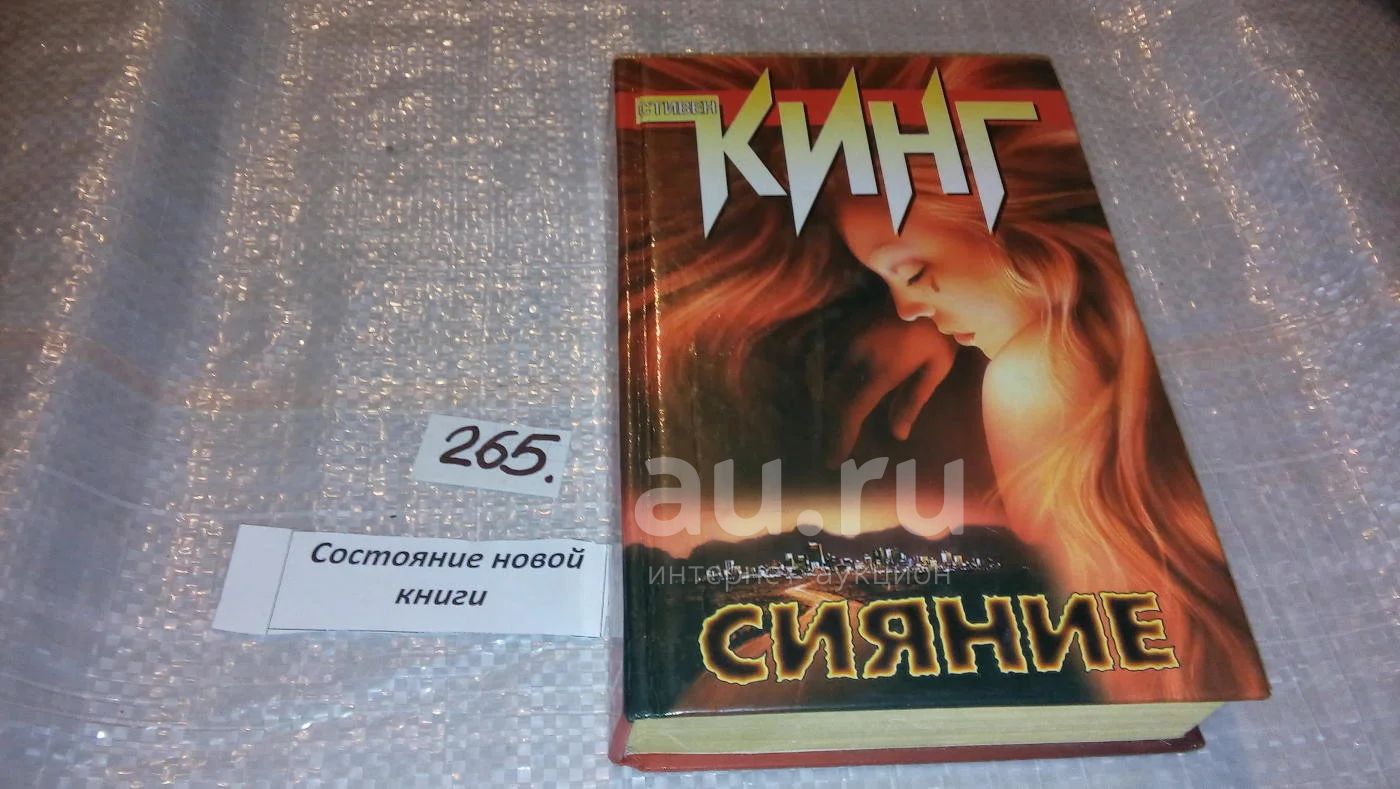 СТИВЕН
КИНГ
265.
Состояние новой
книги
au.ru
интернет-аукцион
СИЯНИЕ